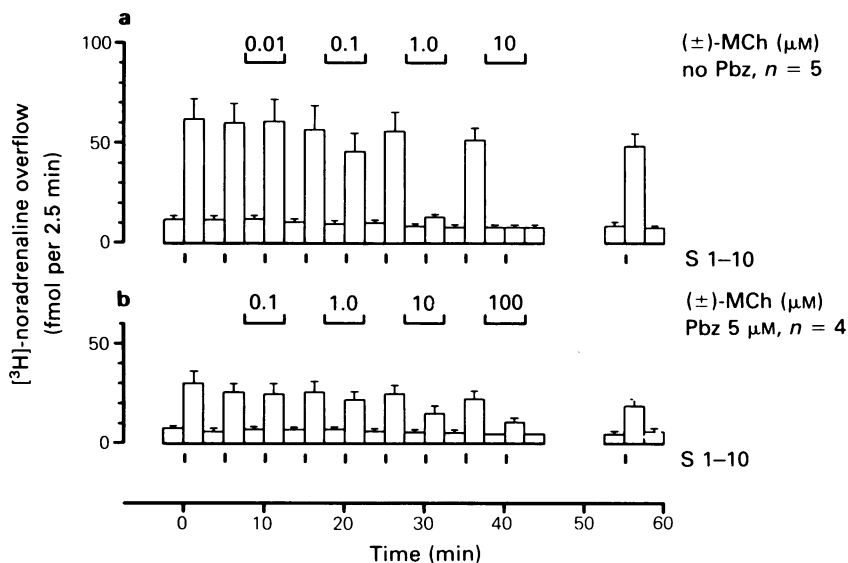 a
100
50
0
0.01 0.1 1.0 10
(±)-MCh (μM)
no Pbz, n = 5
S 1–10
[³H]-noradrenaline overflow
(fmol per 2.5 min)
b
50
0
0.1 1.0 10 100
(±)-MCh (μM)
Pbz 5 μM, n = 4
S 1–10
0 10 20 30 40 50 60
Time (min)